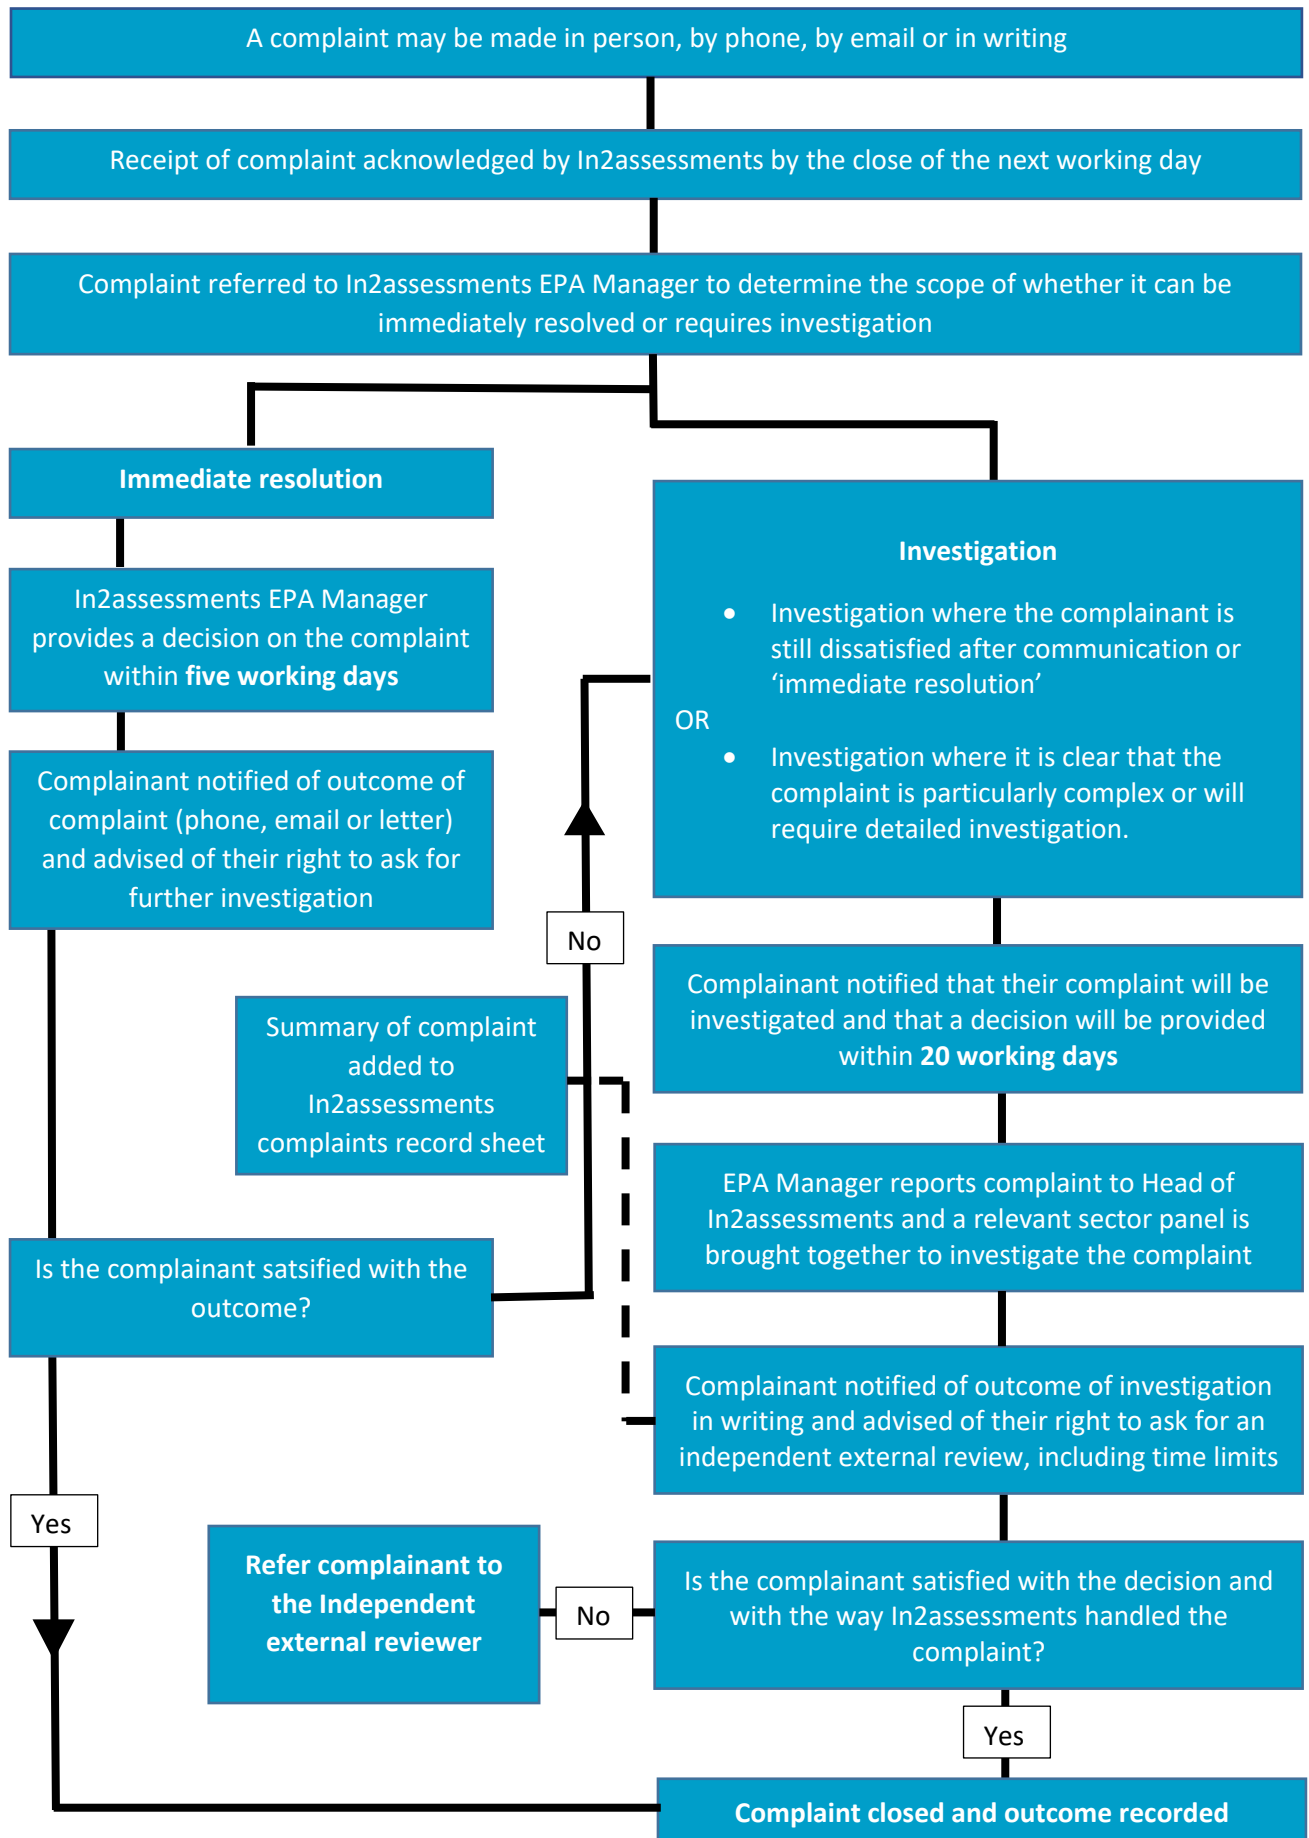 A complaint may be made in person, by phone, by email or in writing
Receipt of complaint acknowledged by In2assessments by the close of the next working day
Complaint referred to In2assessments EPA Manager to determine the scope of whether it can be
immediately resolved or requires investigation
Immediate resolution
In2assessments EPA Manager
provides a decision on the complaint
within five working days
Complainant notified of outcome of
complaint (phone, email or letter)
and advised of their right to ask for
further investigation
Investigation
• Investigation where the complainant is
still dissatisfied after communication or
‘immediate resolution’
OR
• Investigation where it is clear that the
complaint is particularly complex or will
require detailed investigation.
No
Summary of complaint
added to
In2assessments
complaints record sheet
Complainant notified that their complaint will be
investigated and that a decision will be provided
within 20 working days
EPA Manager reports complaint to Head of
In2assessments and a relevant sector panel is
brought together to investigate the complaint
Is the complainant satsified with the
outcome?
Complainant notified of outcome of investigation
in writing and advised of their right to ask for an
independent external review, including time limits
Yes
Refer complainant to
the Independent
external reviewer
No
Is the complainant satisfied with the decision and
with the way In2assessments handled the
complaint?
Yes
Complaint closed and outcome recorded